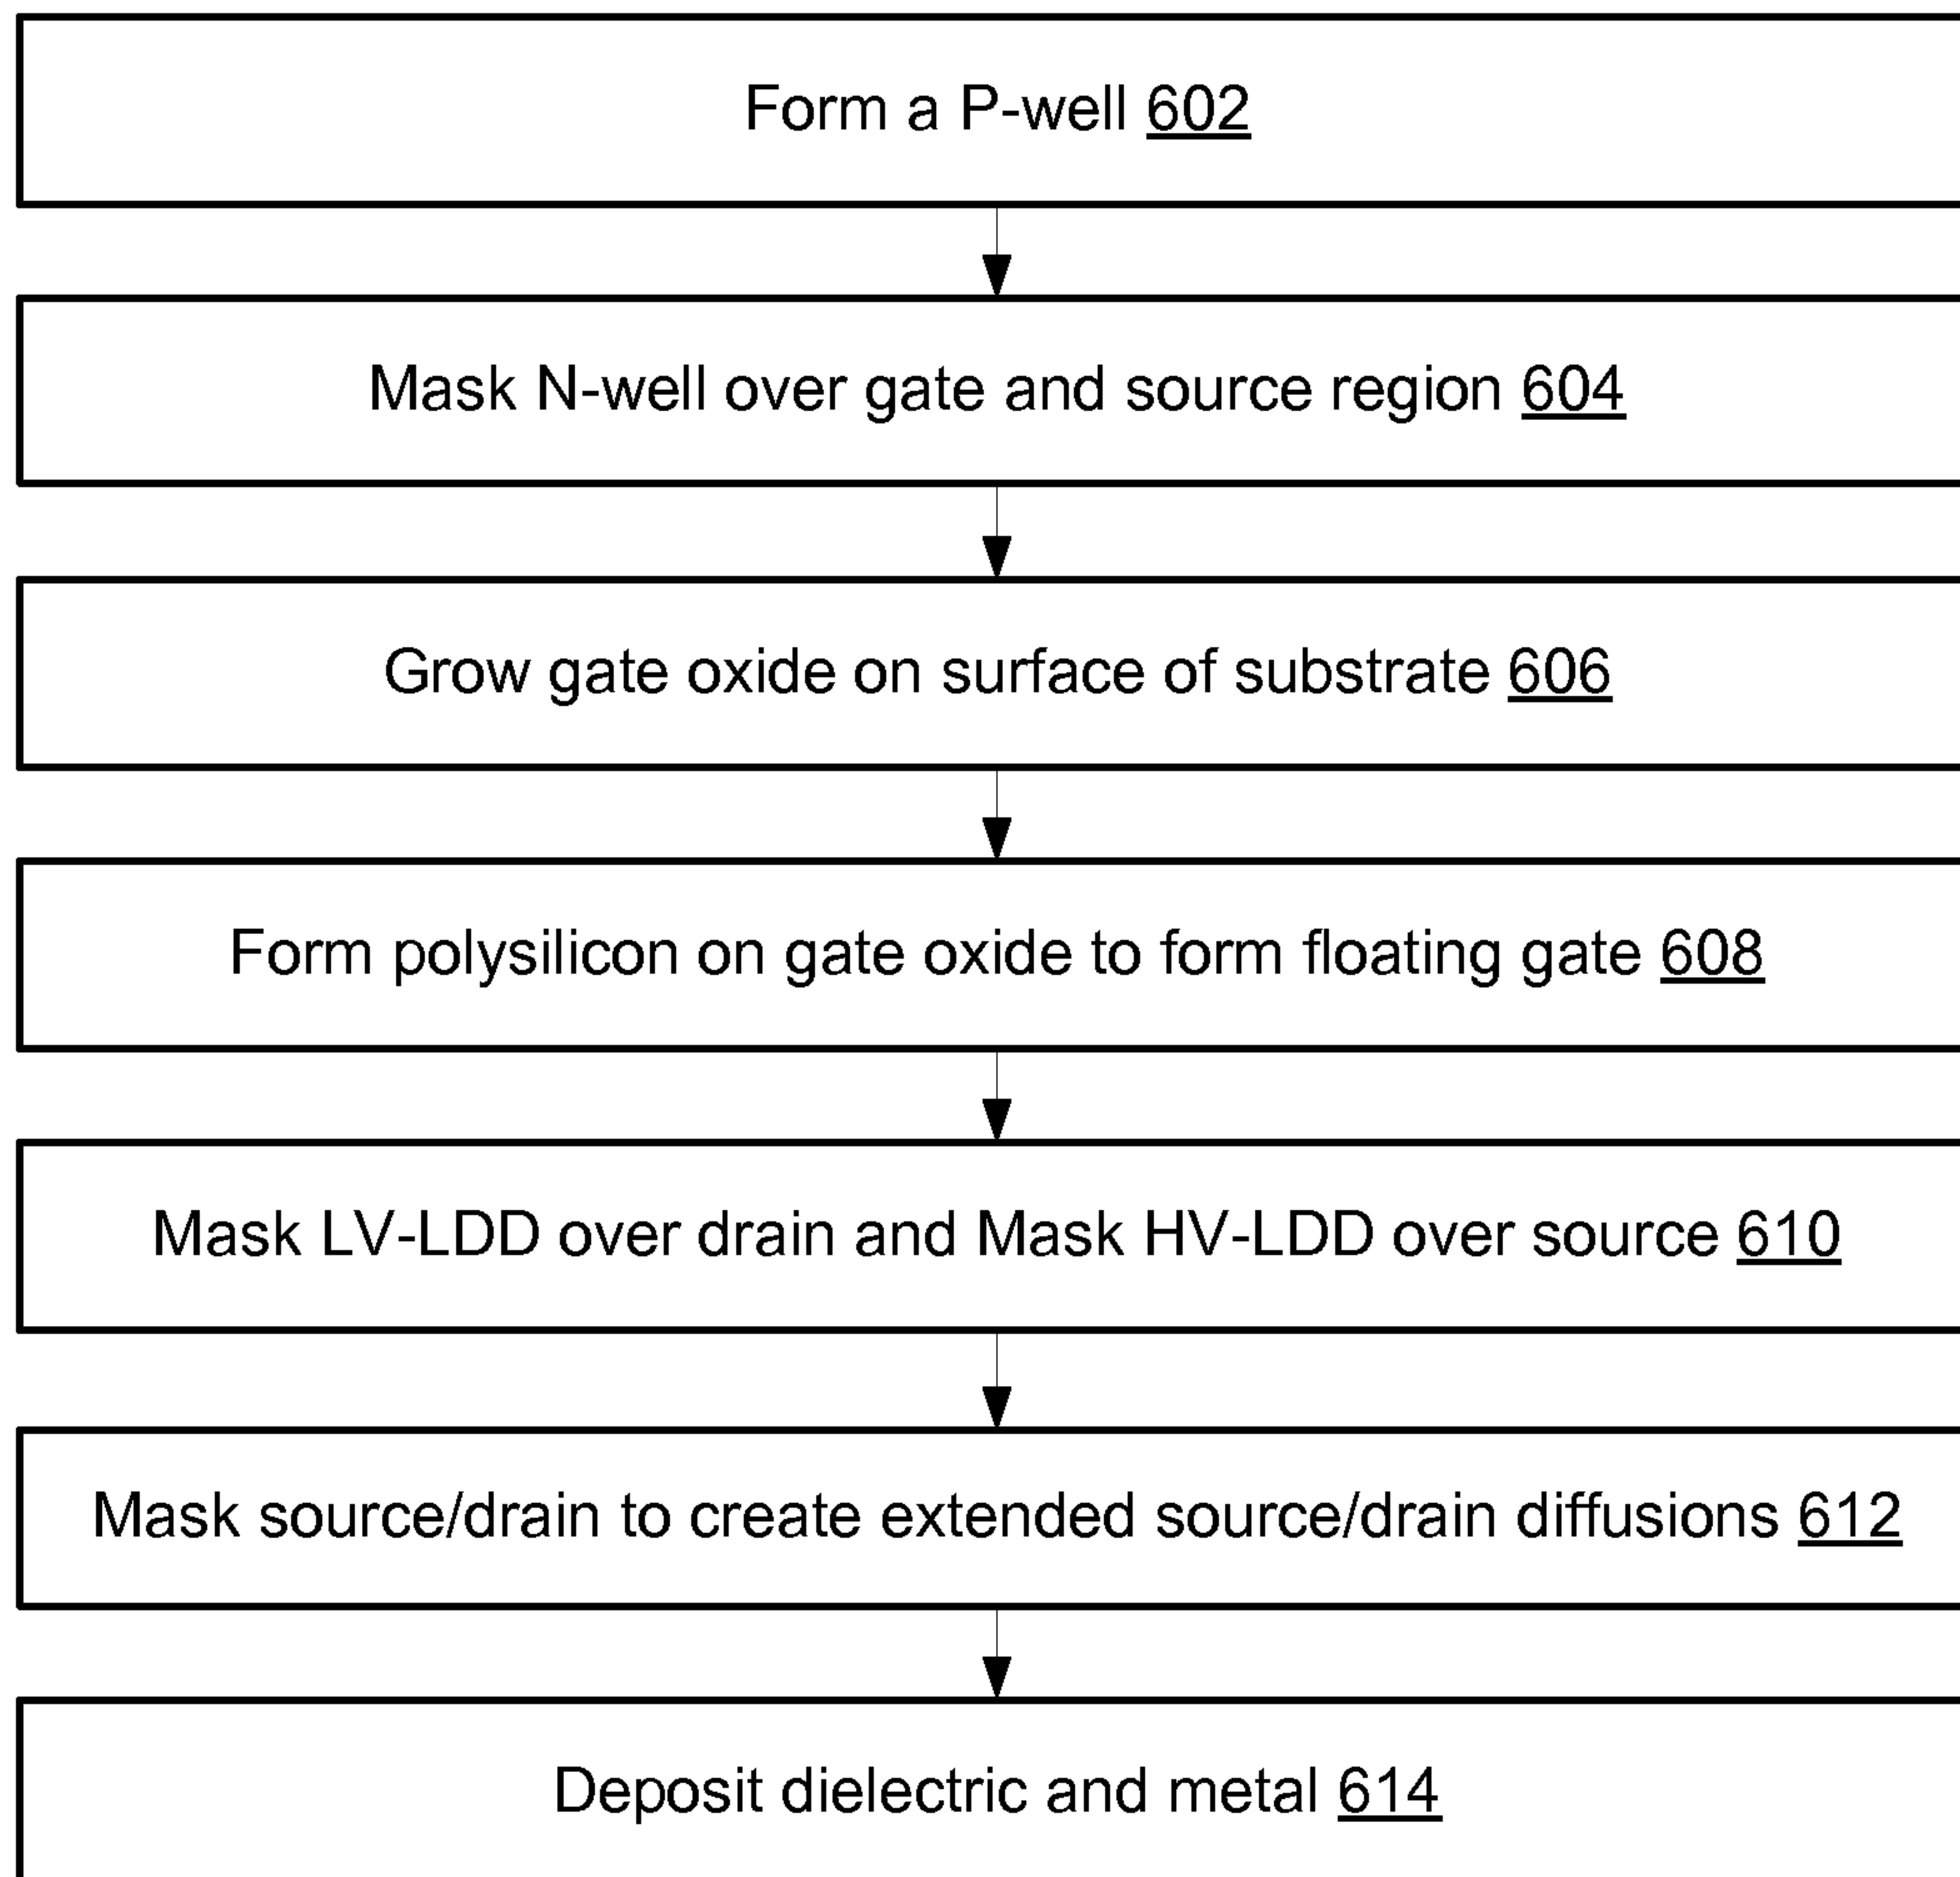 Form a P-well 602
Mask N-well over gate and source region 604
Grow gate oxide on surface of substrate 606
Form polysilicon on gate oxide to form floating gate 608
Mask LV-LDD over drain and Mask HV-LDD over source 610
Mask source/drain to create extended source/drain diffusions 612
Deposit dielectric and metal 614